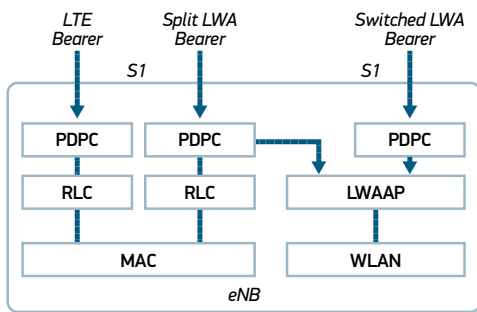 LTE
Bearer
Split LWA
Bearer
Switched LWA
Bearer
S1
S1
PDPC
PDPC
PDPC
RLC
RLC
LWAAP
MAC
WLAN
eNB